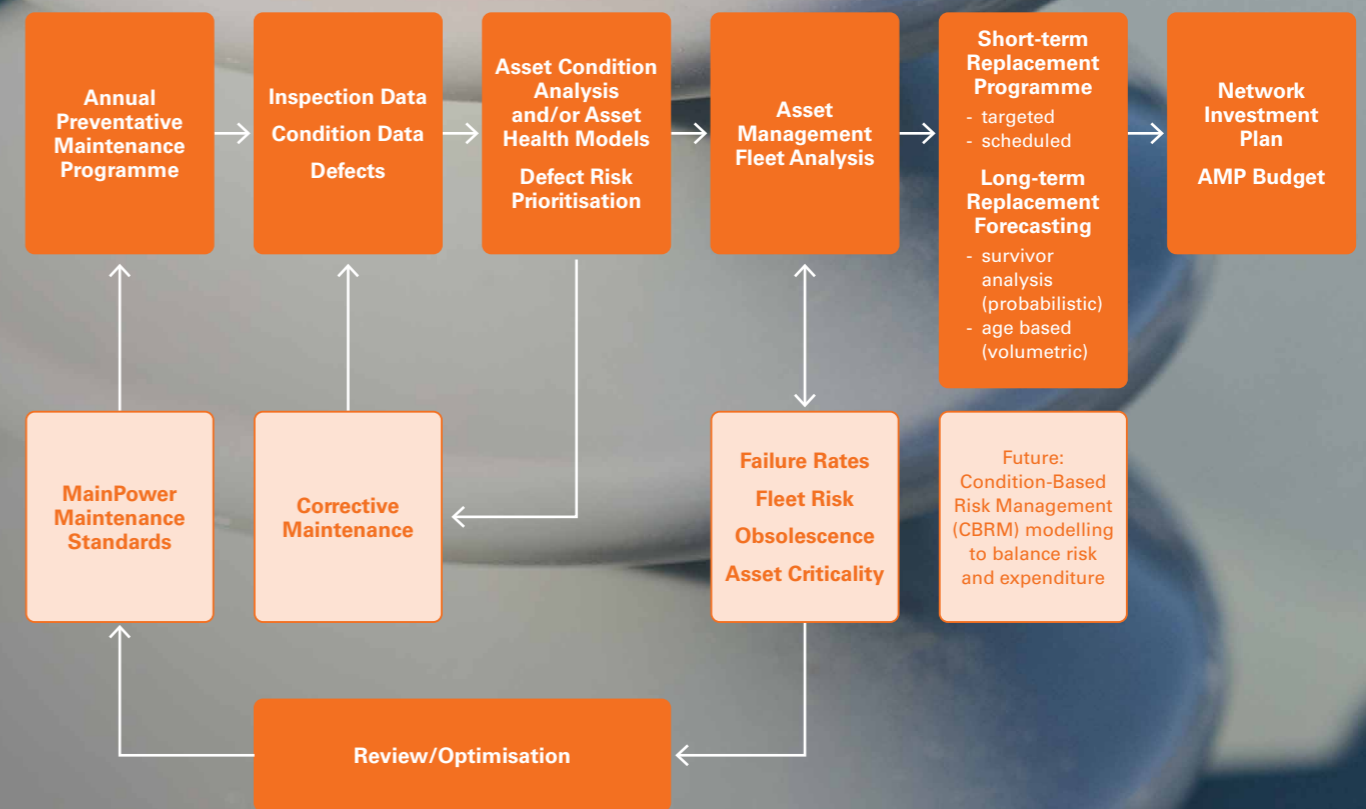 Annual
Preventative
Maintenance
Programme
Inspection Data
Condition Data
Defects
Asset Condition
Analysis
and/or Asset
Health Models
Defect Risk
Prioritisation
Asset
Management
Fleet Analysis
Short-term
Replacement
Programme
- targeted
- scheduled
Long-term
Replacement
Forecasting
- survivor
analysis
(probabilistic)
- age based
(volumetric)
Network
Investment
Plan
AMP Budget
MainPower
Maintenance
Standards
Corrective
Maintenance
Failure Rates
Fleet Risk
Obsolescence
Asset Criticality
Future:
Condition-Based
Risk Management
(CBRM) modelling
to balance risk
and expenditure
Review/Optimisation